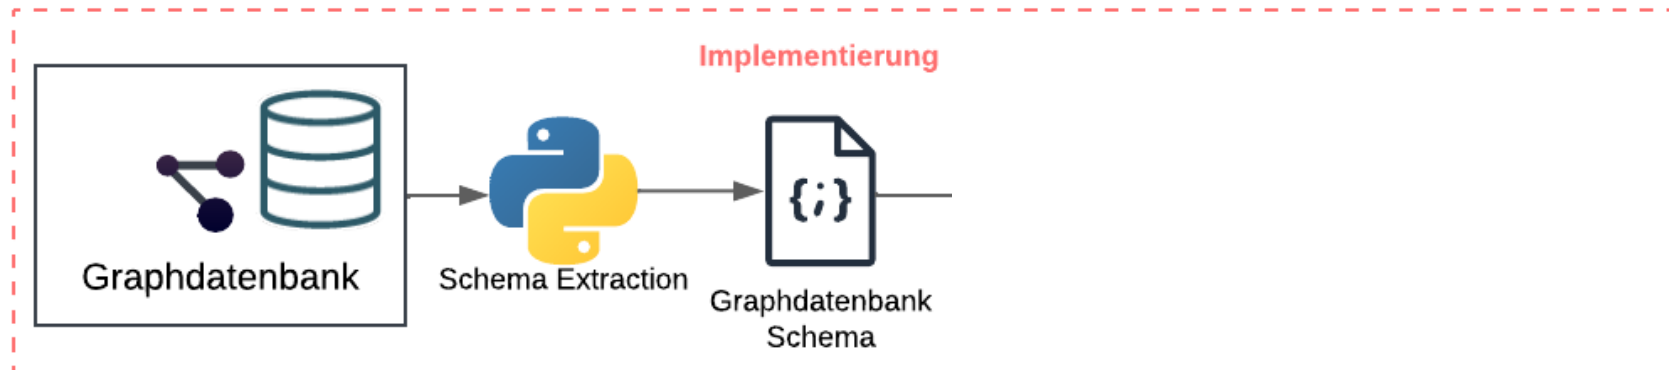 Implementierung
Graphdatenbank
Schema Extraction
{;}
Graphdatenbank
Schema